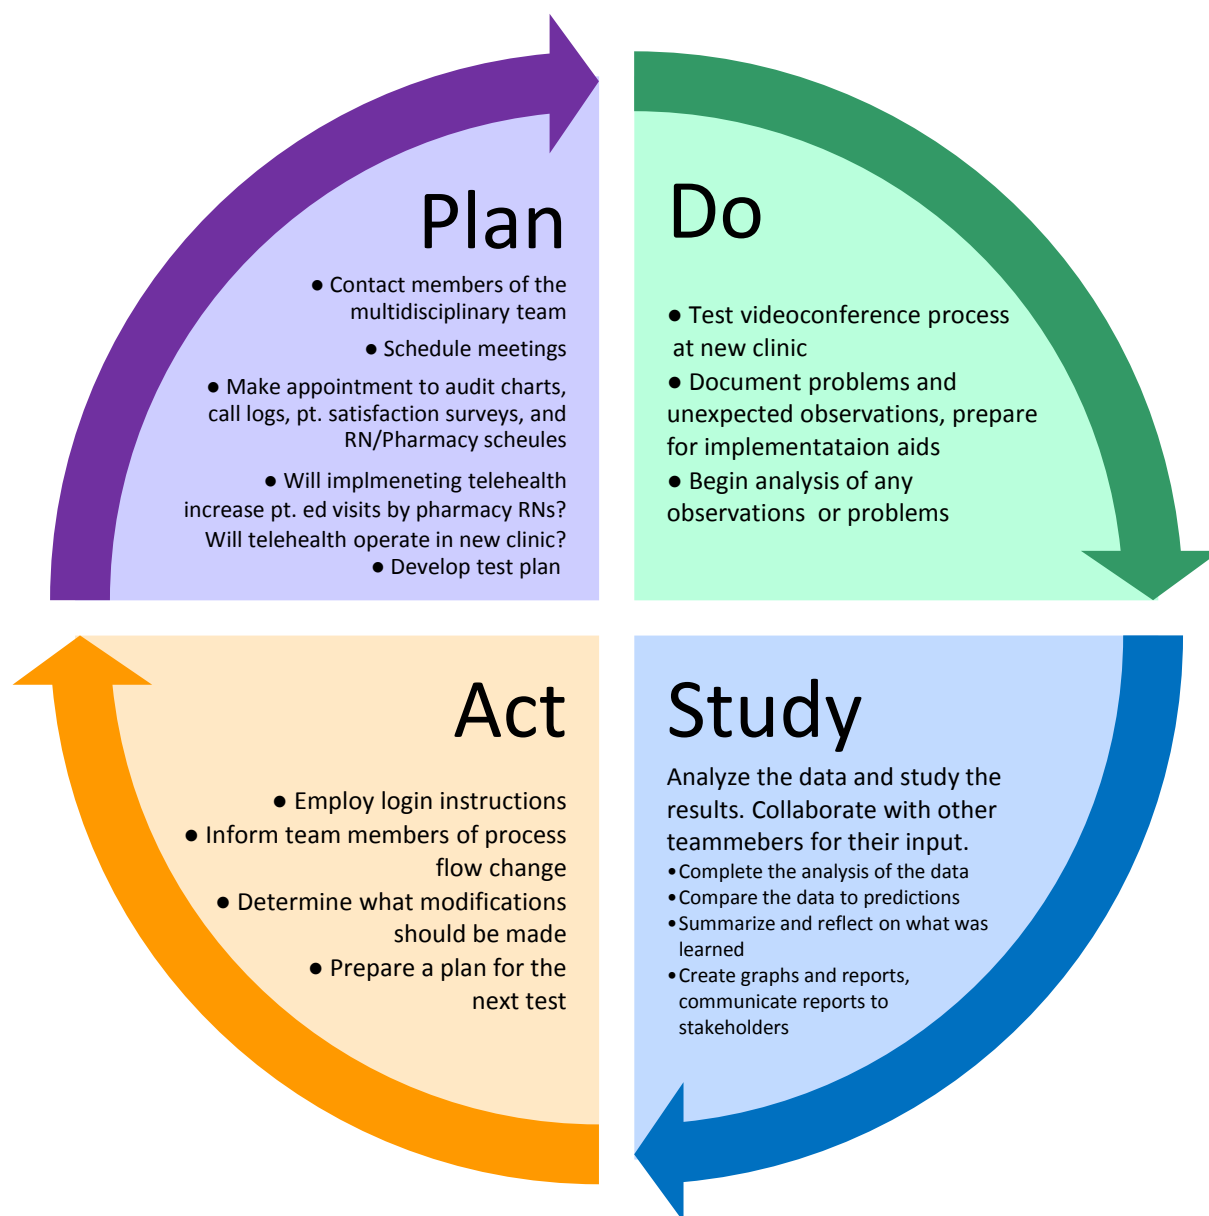 Plan
● Contact members of the
multidisciplinary team
● Schedule meetings
● Make appointment to audit charts,
call logs, pt. satisfaction surveys, and
RN/Pharmacy scheules
● Will implmeneting telehealth
increase pt. ed visits by pharmacy RNs?
Will telehealth operate in new clinic?
● Develop test plan
Do
● Test videoconference process
at new clinic
● Document problems and
unexpected observations, prepare
for implementataion aids
● Begin analysis of any
observations or problems
Act
● Employ login instructions
● Inform team members of process
flow change
● Determine what modifications
should be made
● Prepare a plan for the
next test
Study
Analyze the data and study the
results. Collaborate with other
teammebers for their input.
•Complete the analysis of the data
•Compare the data to predictions
•Summarize and reflect on what was
learned
•Create graphs and reports,
communicate reports to
stakeholders